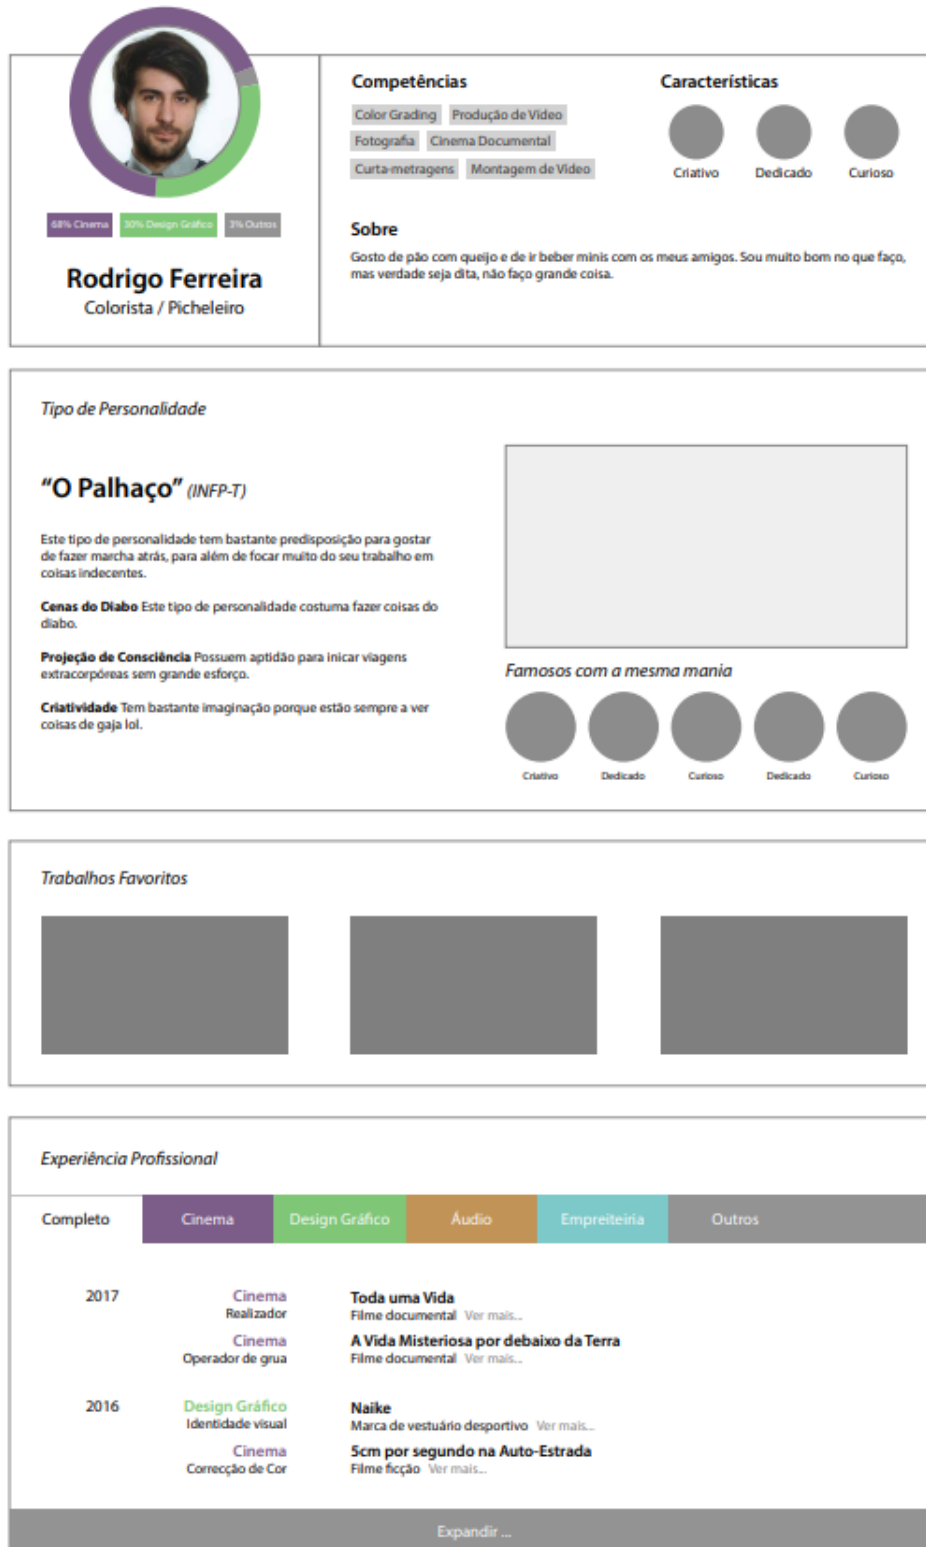 68% Cinema 30% Design Gráfico 3% Outros
Rodrigo Ferreira
Colorista / Picheleiro
Competências
Color Grading Produção de Vídeo
Fotografia Cinema Documental
Curta-metragens Montagem de Vídeo
Características
Criativo Dedicado Curioso
Sobre
Gosto de pão com queijo e de ir beber minis com os meus amigos. Sou muito bom no que faço,
mas verdade seja dita, não faço grande coisa.
Tipo de Personalidade
“O Palhaço” (INFP-T)
Este tipo de personalidade tem bastante predisposição para gostar
de fazer marcha atrás, para além de focar muito do seu trabalho em
coisas indecentes.
Cenas do Diabo Este tipo de personalidade costuma fazer coisas do
diabo.
Projeção de Consciência Possuem aptidão para inicar viagens
extracorpóreas sem grande esforço.
Criatividade Tem bastante imaginação porque estão sempre a ver
coisas de gaja lol.
Famosos com a mesma mania
Criativo Dedicado Curioso Dedicado Curioso
Trabalhos Favoritos
Experiência Profissional
Completo Cinema Design Gráfico Áudio Empreiteiria Outros
2017 Cinema Toda uma Vida
Realizador Filme documental Ver mais...
Cinema A Vida Misteriosa por debaixo da Terra
Operador de grua Filme documental Ver mais...
2016 Design Gráfico Naike
Identidade visual Marca de vestuário desportivo Ver mais...
Cinema 5cm por segundo na Auto-Estrada
Correcção de Cor Filme ficção Ver mais...
Expandir ...